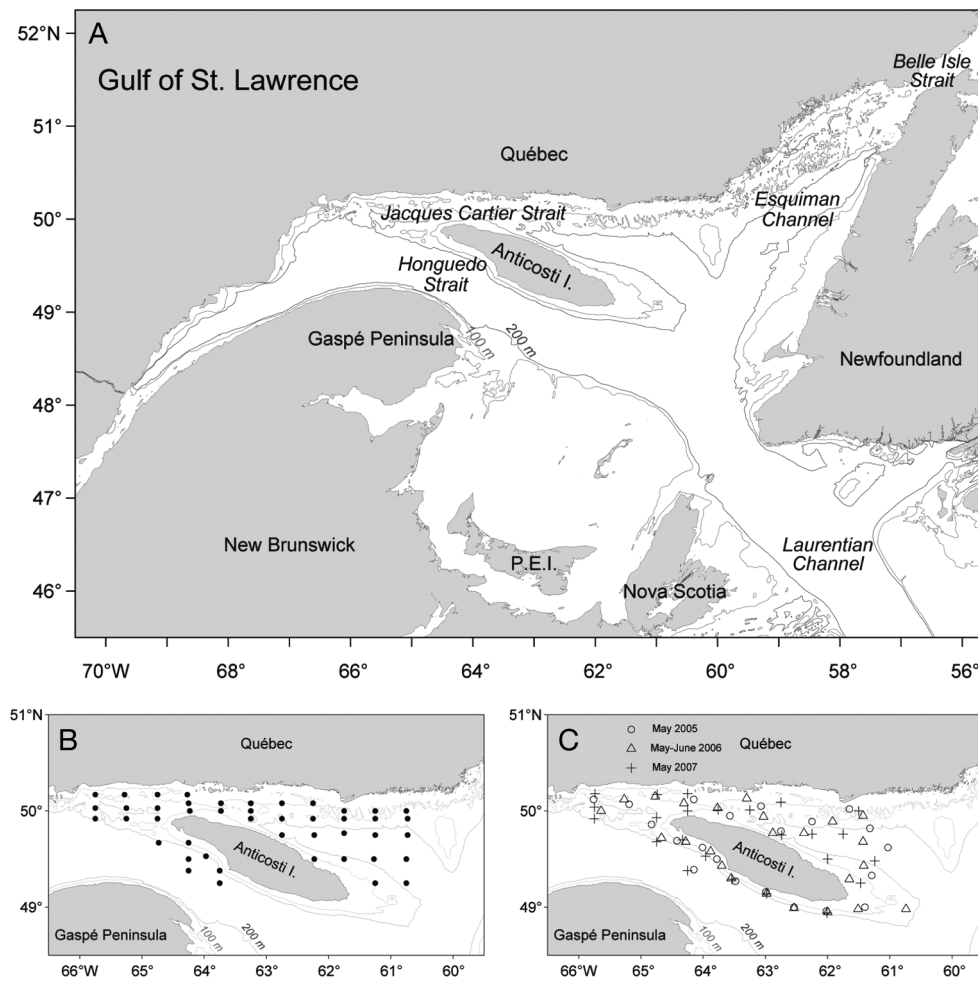 52°N
A
Gulf of St. Lawrence
Belle Isle
Strait
51°
Québec
50°
Jacques Cartier Strait
Esquiman
Channel
Anticosti I.
Honguedo
Strait
49°
Gaspé Peninsula
100 m
200 m
Newfoundland
48°
47°
New Brunswick
Laurentian
Channel
P.E.I.
46°
Nova Scotia
70°W
68°
66°
64°
62°
60°
58°
56°
51°N
B
Québec
50°
Anticosti I.
49°
Gaspé Peninsula
100 m
200 m
66°W
65°
64°
63°
62°
61°
60°
51°N
C
May 2005
May-June 2006
May 2007
Québec
50°
Anticosti I.
49°
Gaspé Peninsula
100 m
200 m
66°W
65°
64°
63°
62°
61°
60°